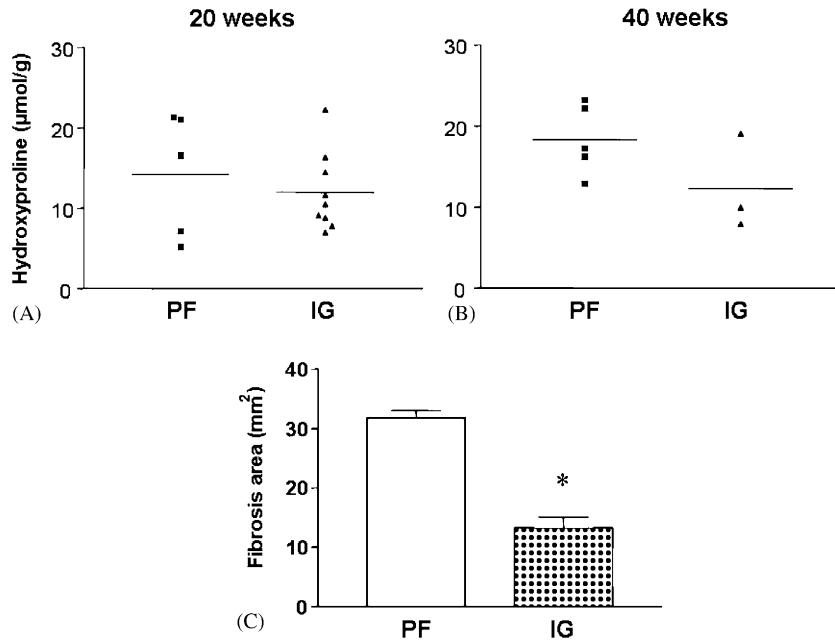 20 weeks
40 weeks
Hydroxyproline (µmol/g)
30
20
10
0
PF
IG
(A)
30
20
10
0
PF
IG
(B)
Fibrosis area (mm²)
40
30
20
10
0
*
PF
IG
(C)